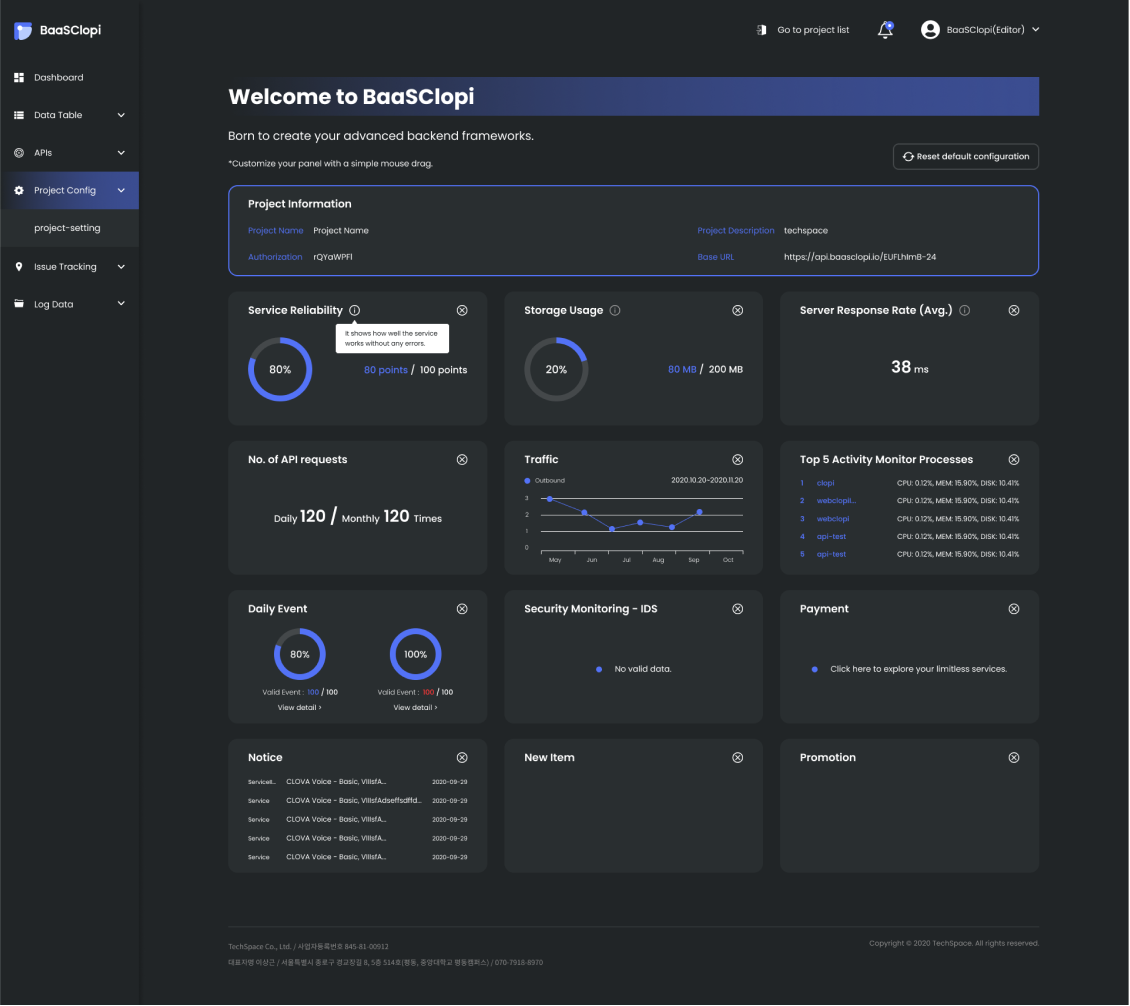 BaaSClopi
Go to project list
BaaSClopi(Editor)
Dashboard
Data Table
APIs
Project Config
project-setting
Issue Tracking
Log Data
Welcome to BaaSClopi
Born to create your advanced backend frameworks.
*Customize your panel with a simple mouse drag.
Reset default configuration
Project Information
Project Name Project Name
Project Description techspace
Authorization rQYaWPFl
Base URL https://api.baasclopi.io/EUFLhImB-24
Service Reliability
It shows how well the service
works without any errors.
80%
80 points / 100 points
Storage Usage
20%
80 MB / 200 MB
Server Response Rate (Avg.)
38 ms
No. of API requests
Daily 120 / Monthly 120 Times
Traffic
Outbound 2020.10.20~2020.11.20
3
2
1
0
May Jun Jul Aug Sep Oct
Top 5 Activity Monitor Processes
1 clopi CPU: 0.12%, MEM: 15.90%, DISK: 10.41%
2 webclopii... CPU: 0.12%, MEM: 15.90%, DISK: 10.41%
3 webclopi CPU: 0.12%, MEM: 15.90%, DISK: 10.41%
4 api-test CPU: 0.12%, MEM: 15.90%, DISK: 10.41%
5 api-test CPU: 0.12%, MEM: 15.90%, DISK: 10.41%
Daily Event
80%
Valid Event : 100 / 100
View detail >
100%
Valid Event : 100 / 100
View detail >
Security Monitoring - IDS
No valid data.
Payment
Click here to explore your limitless services.
Notice
ServiceII... CLOVA Voice - Basic, VIIIsfA... 2020-09-29
Service CLOVA Voice - Basic, VIIIsfAdseffsdffd... 2020-09-29
Service CLOVA Voice - Basic, VIIIsfA... 2020-09-29
Service CLOVA Voice - Basic, VIIIsfA... 2020-09-29
Service CLOVA Voice - Basic, VIIIsfA... 2020-09-29
New Item
Promotion
TechSpace Co., Ltd. / 사업자등록번호 845-81-00912
Copyright © 2020 TechSpace. All rights reserved.
대표자명 이상근 / 서울특별시 종로구 경교장길 8, 5층 514호(평동, 중앙대학교 평동캠퍼스) / 070-7918-8970